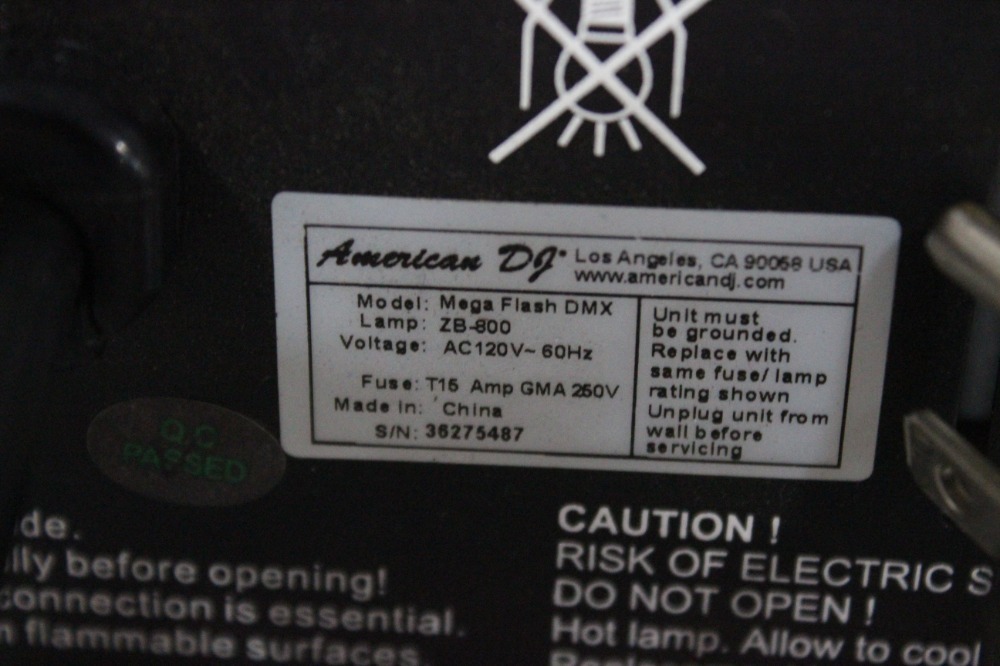 American DJ® Los Angeles, CA 90058 USA
www.americandj.com
Model: Mega Flash DMX
Lamp: ZB-800
Voltage: AC120V~ 60Hz
Fuse: T15 Amp GMA 250V
Made in: China
S/N: 36275487
Unit must
be grounded.
Replace with
same fuse/ lamp
rating shown
Unplug unit from
wall before
servicing
Q.C.
PASSED
before opening!
connection is essential.
flammable surfaces
CAUTION !
RISK OF ELECTRIC
DO NOT OPEN !
Hot lamp. Allow to cool